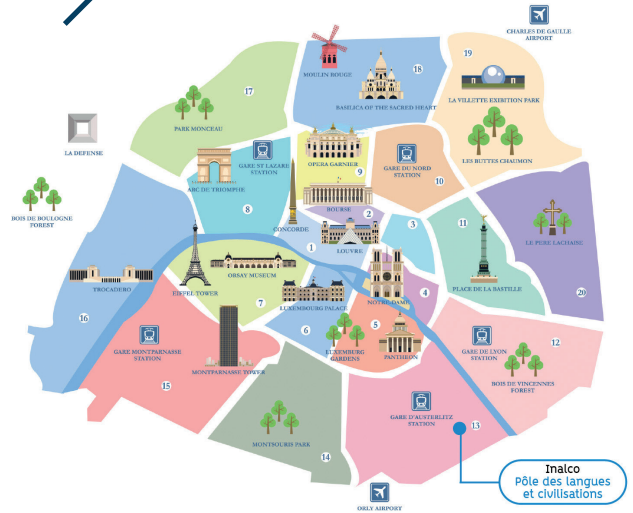 CHARLES DE GAULLE
AIRPORT
19
MOULIN ROUGE
18
BASILICA OF THE SACRED HEART
LA VILLETTE EXIBITION PARK
17
PARK MONCEAU
LA DEFENSE
GARE ST LAZARE
STATION
OPERA GARNIER
9
GARE DU NORD
STATION
10
LES BUTTES CHAUMON
ARC DE TRIOMPHE
BOIS DE BOULOGNE
FOREST
8
CONCORDE
BOURSE
2
3
11
LE PERE LACHAISE
1
LOUVRE
TROCADERO
EIFFEL TOWER
ORSAY MUSEUM
NOTRE-DAME
4
PLACE DE LA BASTILLE
20
16
7
LUXEMBOURG PALACE
6
5
LUXEMBURG
GARDENS
PANTHEON
GARE DE LYON
STATION
12
GARE MONTPARNASSE
STATION
15
MONTPARNASSE TOWER
BOIS DE VINCENNES
FOREST
GARE D'AUSTERLITZ
STATION
13
MONTSOURIS PARK
14
Inalco
Pôle des langues
et civilisations
ORLY AIRPORT